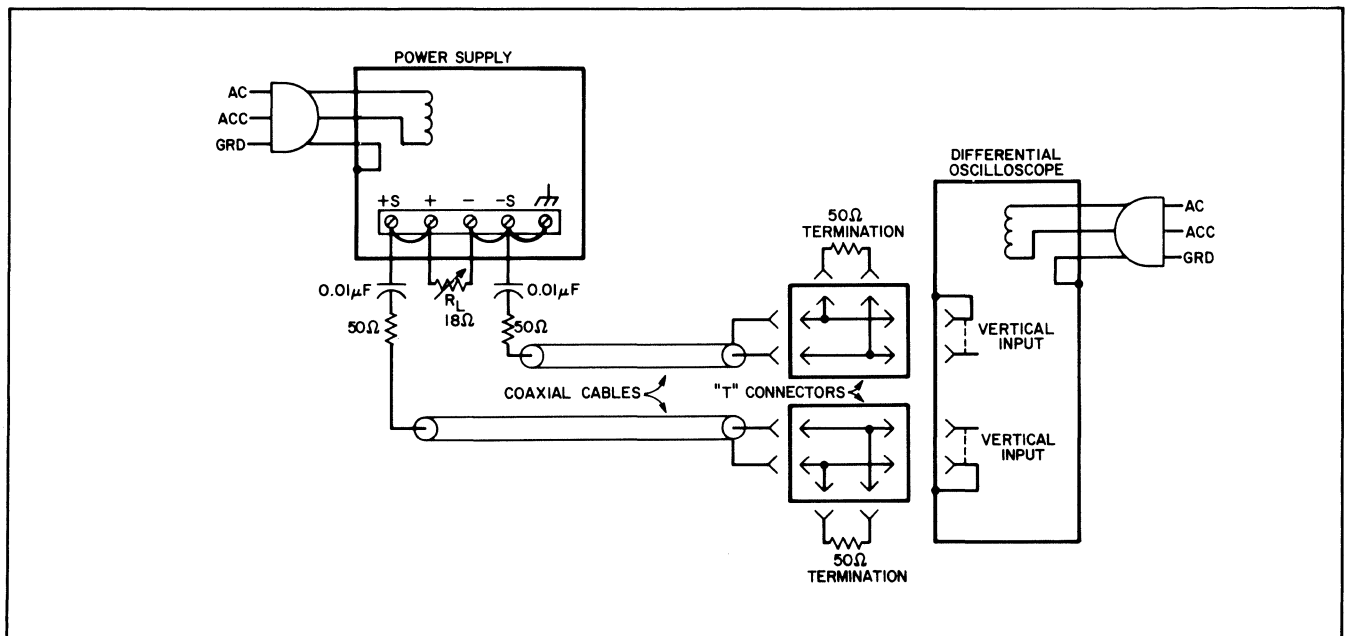 POWER SUPPLY
AC
ACC
GRD
+S + - -S
0.01µF
RL
18Ω
0.01µF
50Ω
50Ω
COAXIAL CABLES
"T" CONNECTORS
50Ω
TERMINATION
50Ω
TERMINATION
DIFFERENTIAL
OSCILLOSCOPE
AC
ACC
GRD
VERTICAL
INPUT
VERTICAL
INPUT